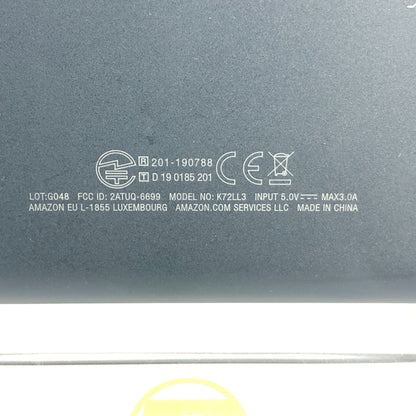 R 201-190788
T D 19 0185 201
CE
LOT:G048 FCC ID: 2ATUQ-6699 MODEL NO: K72LL3 INPUT 5.0V⎓MAX3.0A
AMAZON EU L-1855 LUXEMBOURG AMAZON.COM SERVICES LLC MADE IN CHINA